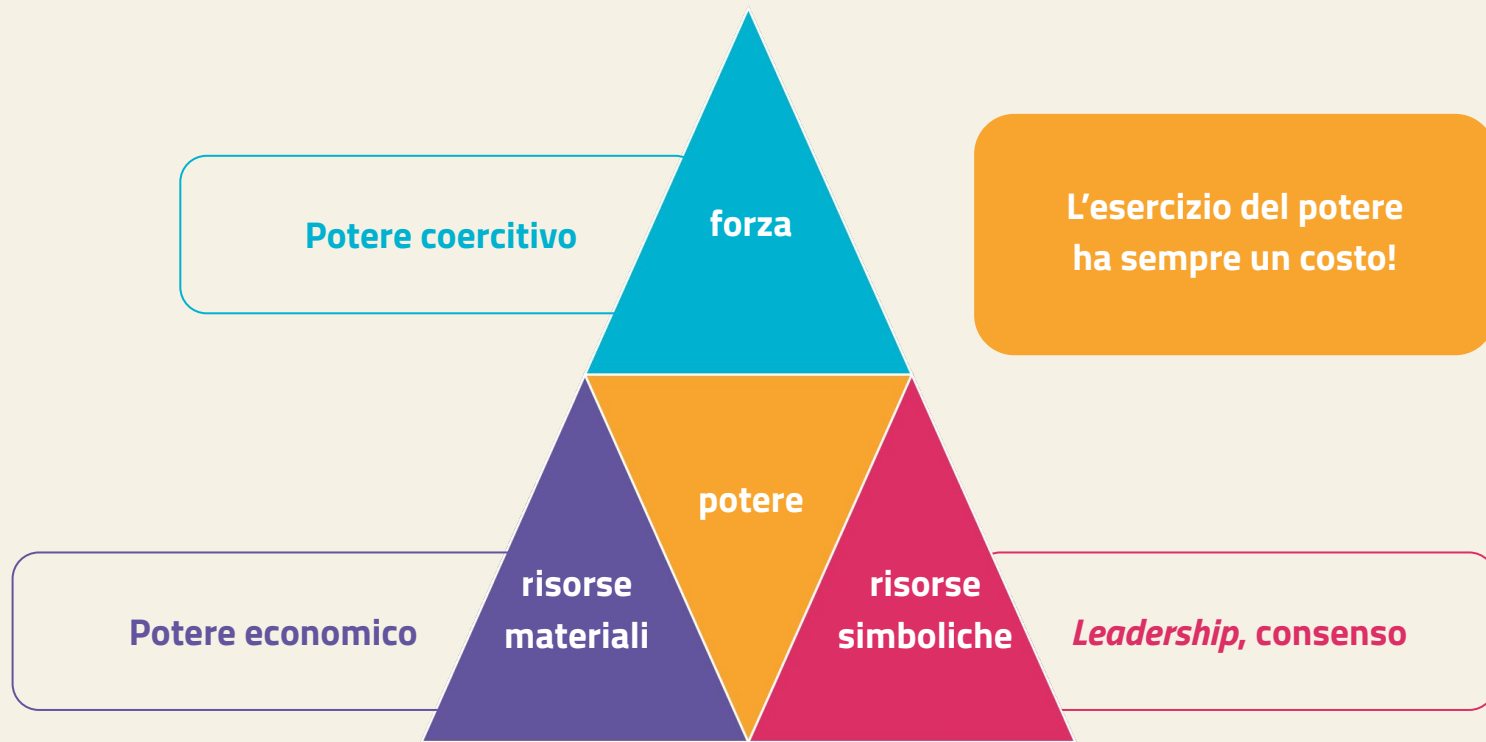 Potere coercitivo
forza
L’esercizio del potere
ha sempre un costo!
potere
Potere economico
risorse
materiali
risorse
simboliche
Leadership, consenso